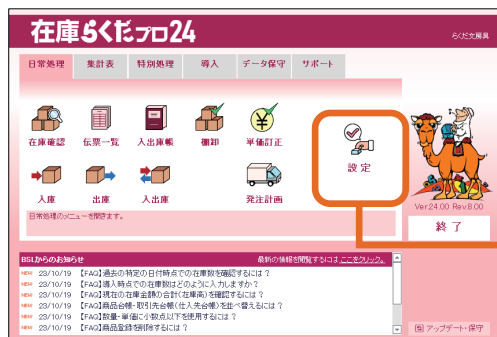 在庫らくだプロ24
らくだ文房具
日常処理 集計表 特別処理 導入 データ保守 サポート
在庫確認 伝票一覧 入出庫帳 棚卸 単価訂正
設定
入庫 出庫 入出庫 発注計画
Ver24.00 Rev8.00
日常処理のメニューを開きます。
終了
BSLからのお知らせ 最新の情報を閲覧するには ここをクリック。
NEW 23/10/19 【FAQ】過去の特定の日付時点での在庫数を確認するには?
NEW 23/10/19 【FAQ】導入時点での在庫数はどのように入力しますか?
NEW 23/10/19 【FAQ】現在の在庫金額の合計(在庫高)を確認するには?
NEW 23/10/19 【FAQ】商品台帳・取引先台帳(仕入先台帳)を並べ替えるには?
NEW 23/10/19 【FAQ】数量・単価に小数点以下を使用するには?
NEW 23/10/19 【FAQ】商品登録を削除するには?
アップデート・保守